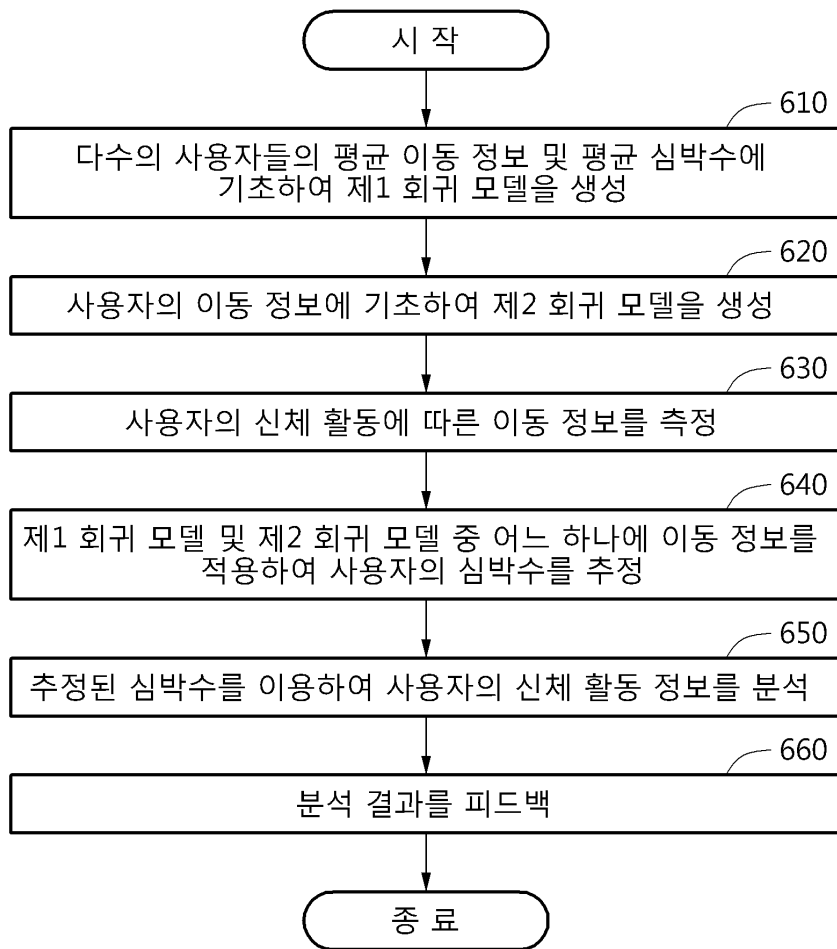 시 작
610
다수의 사용자들의 평균 이동 정보 및 평균 심박수에
기초하여 제1 회귀 모델을 생성
620
사용자의 이동 정보에 기초하여 제2 회귀 모델을 생성
630
사용자의 신체 활동에 따른 이동 정보를 측정
640
제1 회귀 모델 및 제2 회귀 모델 중 어느 하나에 이동 정보를
적용하여 사용자의 심박수를 추정
650
추정된 심박수를 이용하여 사용자의 신체 활동 정보를 분석
660
분석 결과를 피드백
종 료